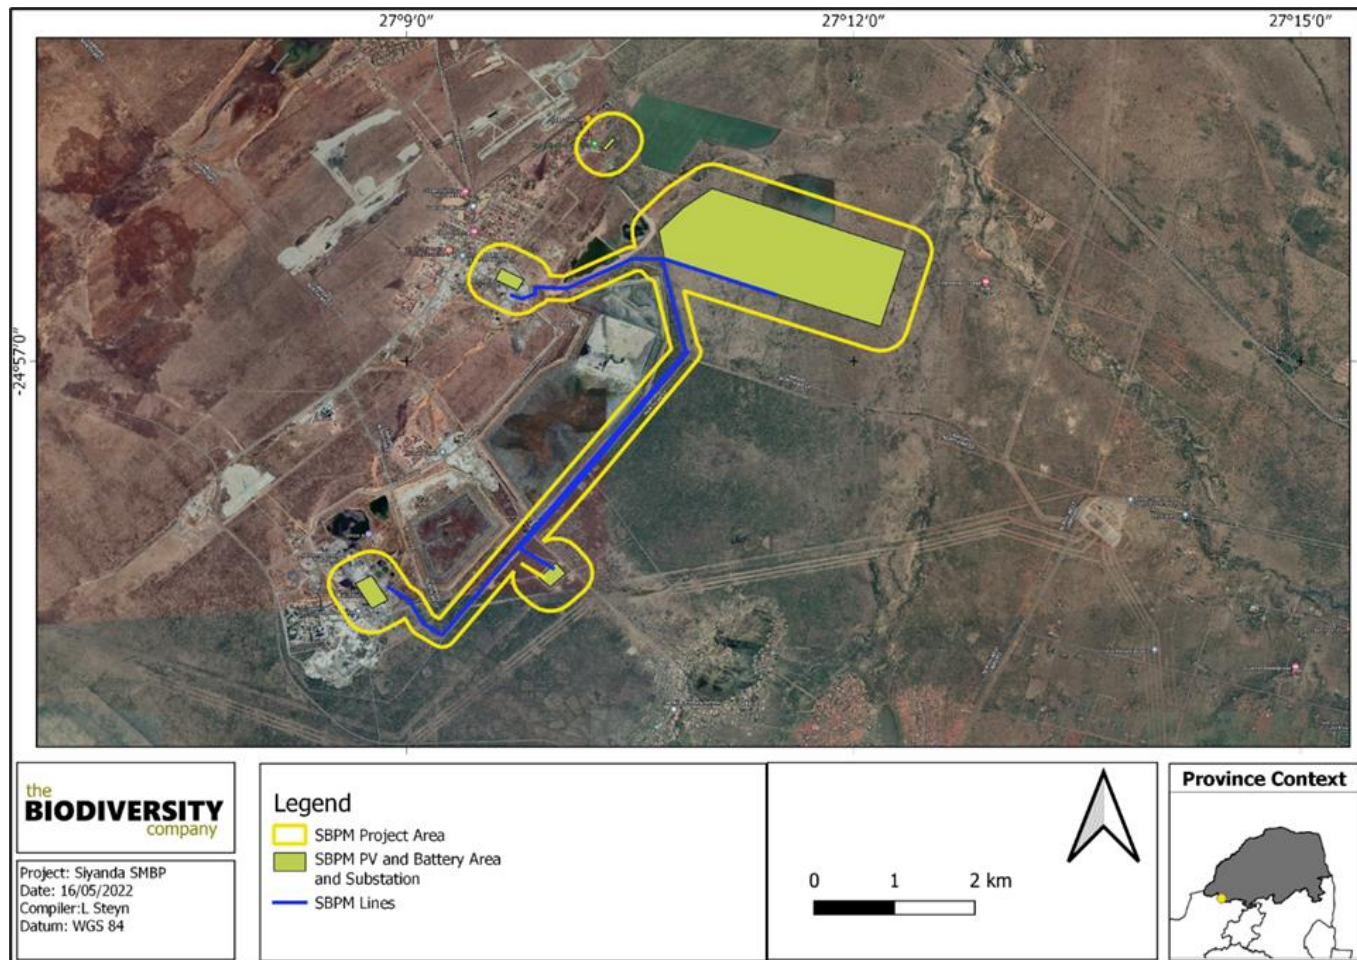 27°9'0"
27°12'0"
27°15'0"
-24°57'0"
the
BIODIVERSITY
company
Project: Siyanda SMBP
Date: 16/05/2022
Compiler:L Steyn
Datum: WGS 84
Legend
SBPM Project Area
SBPM PV and Battery Area
and Substation
SBPM Lines
0 1 2 km
Province Context